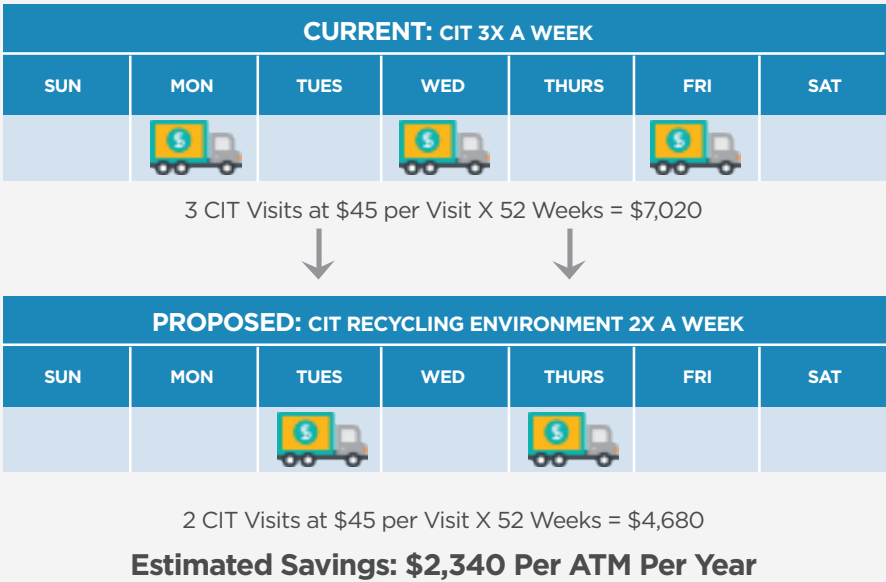 CURRENT: CIT 3X A WEEK
SUN MON TUES WED THURS FRI SAT
$ $ $
3 CIT Visits at $45 per Visit X 52 Weeks = $7,020
PROPOSED: CIT RECYCLING ENVIRONMENT 2X A WEEK
SUN MON TUES WED THURS FRI SAT
$ $
2 CIT Visits at $45 per Visit X 52 Weeks = $4,680
Estimated Savings: $2,340 Per ATM Per Year